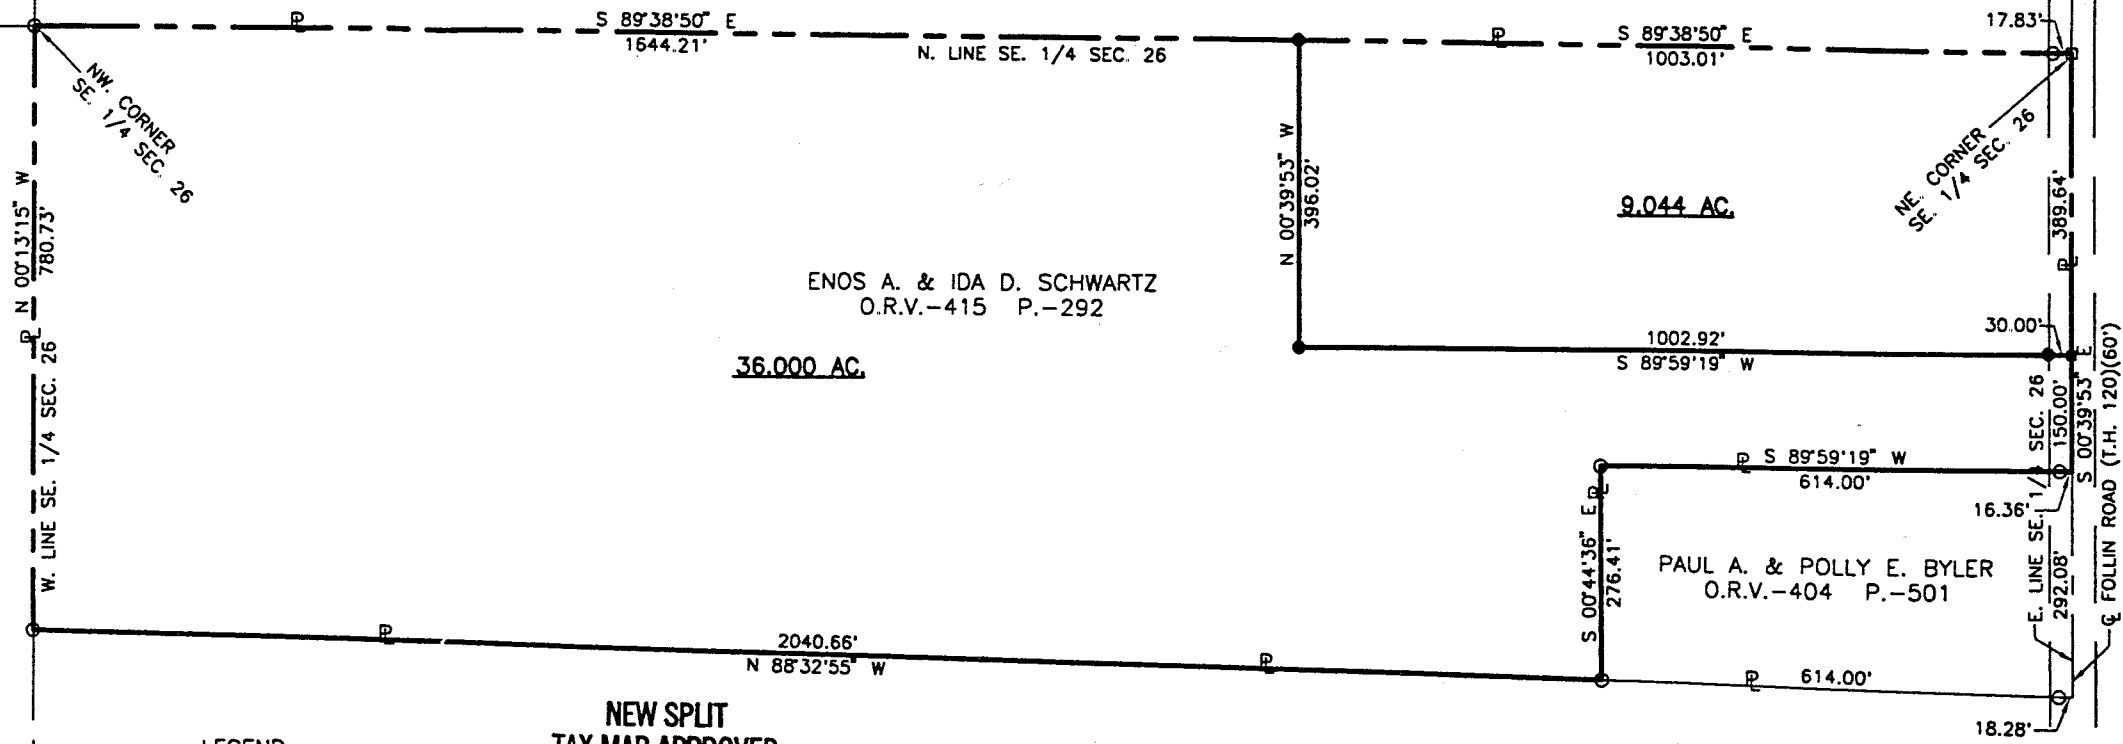 S 89°38'50" E
1644.21'
N. LINE SE. 1/4 SEC. 26
S 89°38'50" E
1003.01'
17.83'
NW. CORNER
SE. 1/4 SEC. 26
NE. CORNER
SE. 1/4 SEC. 26
N 00°13'15" W
780.73'
W. LINE SE. 1/4 SEC. 26
N 00°39'53" W
396.02'
9.044 AC.
389.64'
ENOS A. & IDA D. SCHWARTZ
O.R.V.-415 P.-292
36.000 AC.
1002.92'
S 89°59'19" W
30.00'
S 89°59'19" W
614.00'
16.36'
150.00'
S 00°39'53" E
E. LINE SE. 1/4 SEC. 26
292.08'
℄ FOLLIN ROAD (T.H. 120)(60')
S 00°44'36" E
276.41'
PAUL A. & POLLY E. BYLER
O.R.V.-404 P.-501
2040.66'
N 88°32'55" W
614.00'
18.28'
NEW SPLIT
TAX MAP APPROVED
LEGEND